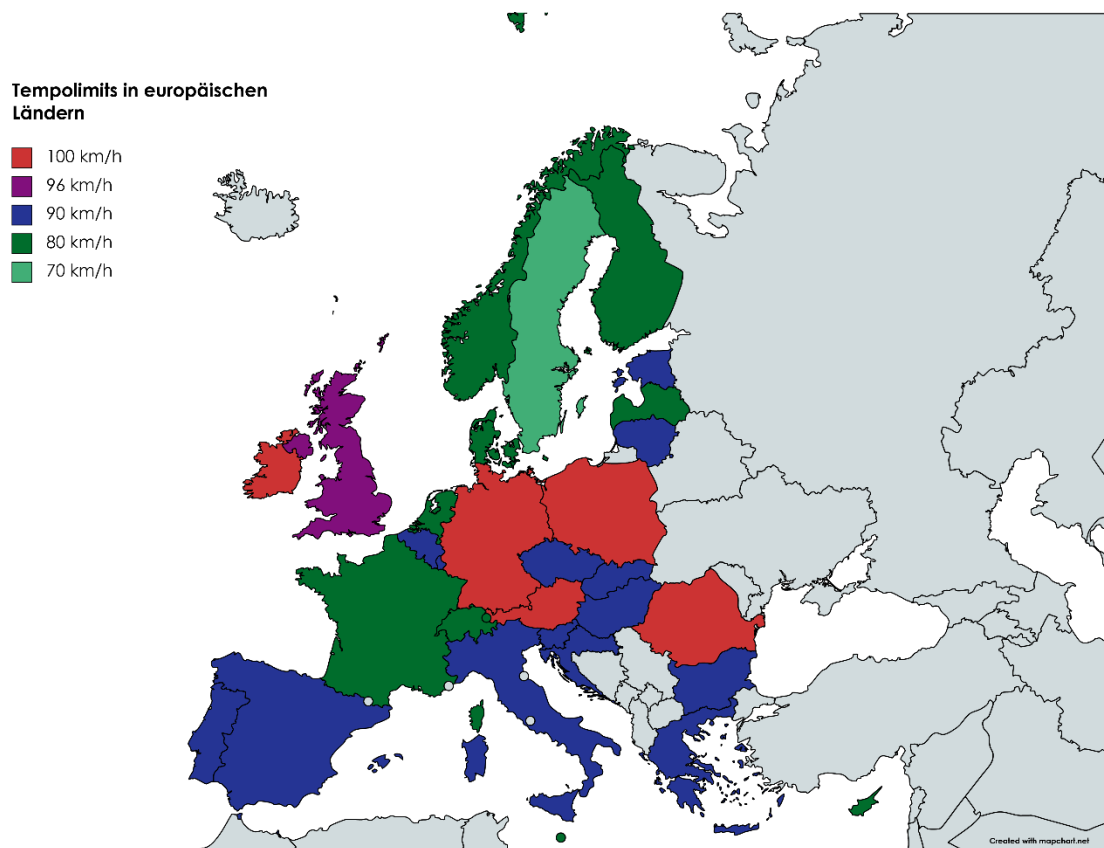 Tempolimits in europäischen
Ländern
100 km/h
96 km/h
90 km/h
80 km/h
70 km/h
Created with mapchart.net